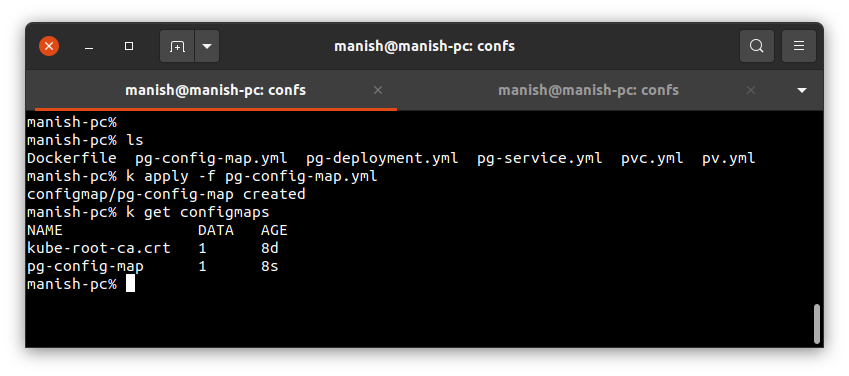 manish@manish-pc: confs
manish@manish-pc: confs manish@manish-pc: confs
manish-pc%
manish-pc% ls
Dockerfile  pg-config-map.yml  pg-deployment.yml  pg-service.yml  pvc.yml  pv.yml
manish-pc% k apply -f pg-config-map.yml
configmap/pg-config-map created
manish-pc% k get configmaps
NAME               DATA   AGE
kube-root-ca.crt   1      8d
pg-config-map      1      8s
manish-pc%